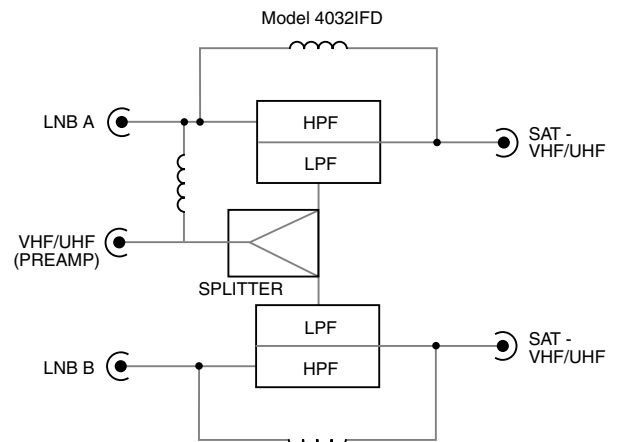 Model 4032IFD
LNB A
HPF
LPF
SAT -
VHF/UHF
VHF/UHF
(PREAMP)
SPLITTER
LPF
HPF
LNB B
SAT -
VHF/UHF